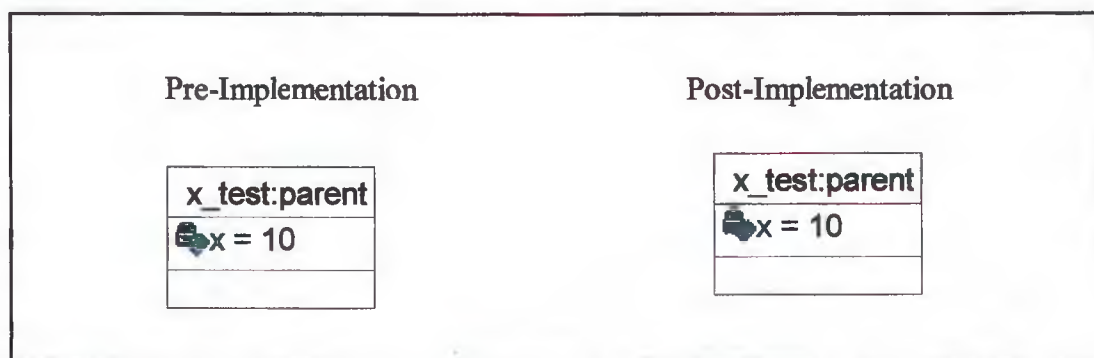 Pre-Implementation Post-Implementation
x_test:parent x_test:parent
x = 10 x = 10